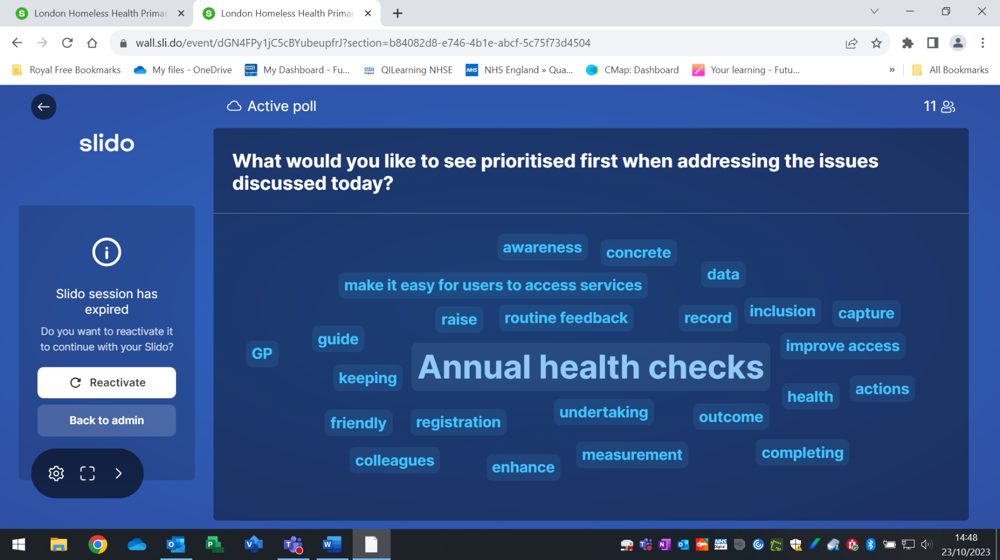 London Homeless Health Primar
London Homeless Health Primar
wall.sli.do/event/dGN4FPy1jC5cBYubeupfrJ?section=b84082d8-e746-4b1e-abcf-5c75f73d4504
Royal Free Bookmarks
My files - OneDrive
My Dashboard - Fu...
QILearning NHSE
NHS England » Qua...
CMap: Dashboard
Your learning - Futu...
»
All Bookmarks
Active poll
11
slido
What would you like to see prioritised first when addressing the issues
discussed today?
Slido session has
expired
Do you want to reactivate it
to continue with your Slido?
Reactivate
Back to admin
awareness
concrete
data
make it easy for users to access services
inclusion
capture
raise
routine feedback
record
guide
improve access
GP
Annual health checks
keeping
actions
health
undertaking
outcome
friendly
registration
completing
measurement
colleagues
enhance
14:48
23/10/2023